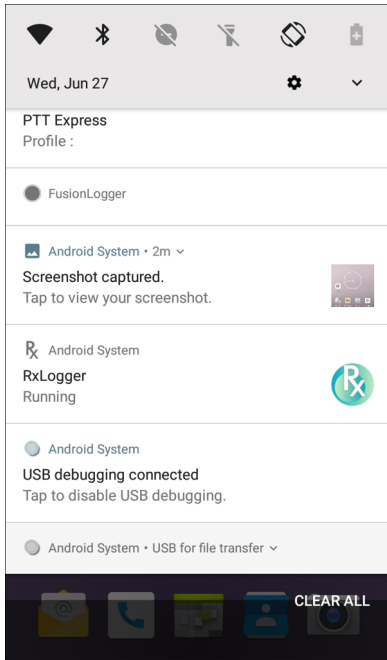 Wed, Jun 27
PTT Express
Profile :
FusionLogger
Android System • 2m
Screenshot captured.
Tap to view your screenshot.
Rx Android System
RxLogger
Running
Rx
Android System
USB debugging connected
Tap to disable USB debugging.
Android System • USB for file transfer
CLEAR ALL